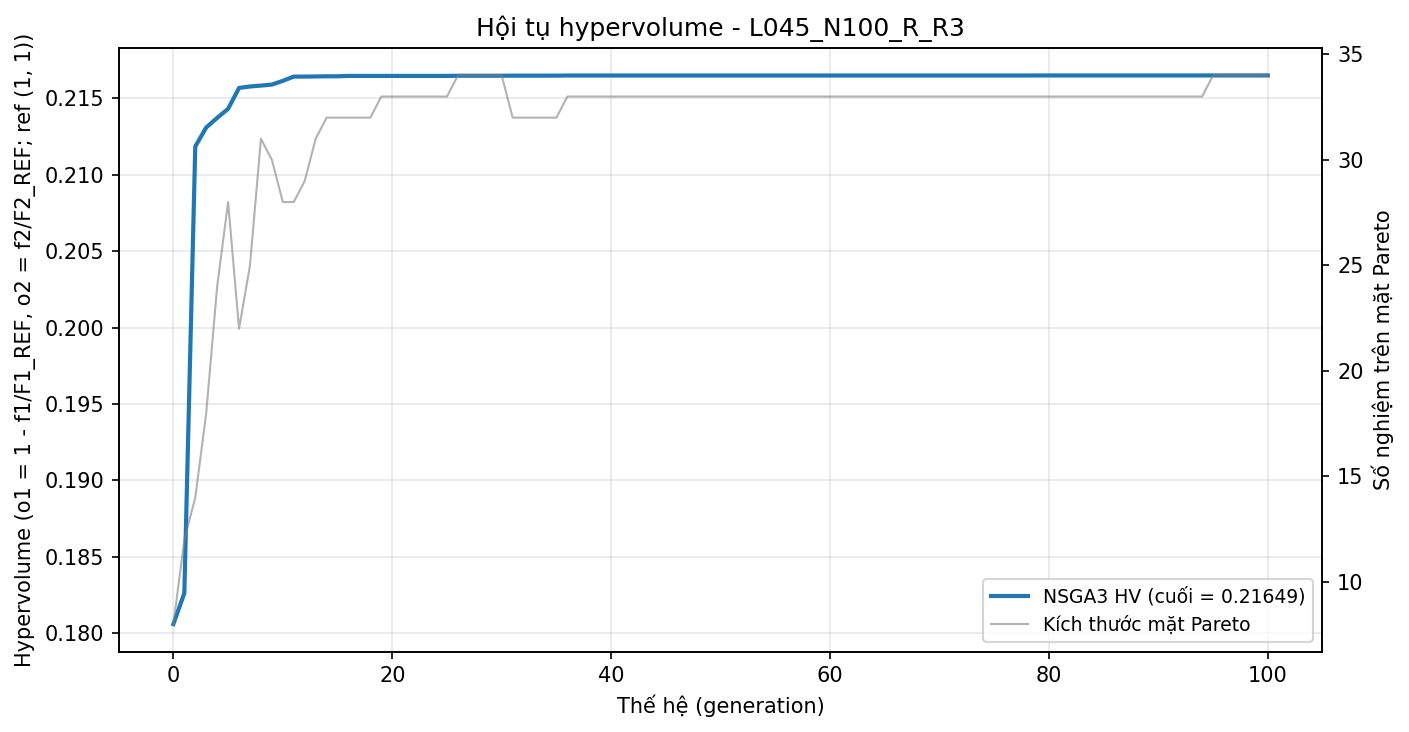 Hội tụ hypervolume - L045_N100_R_R3
Hypervolume (o1 = 1 - f1/F1_REF, o2 = f2/F2_REF; ref (1, 1))
0.215
0.210
0.205
0.200
0.195
0.190
0.185
0.180
35
30
25
20
15
10
Số nghiệm trên mặt Pareto
NSGA3 HV (cuối = 0.21649)
Kích thước mặt Pareto
0 20 40 60 80 100
Thế hệ (generation)